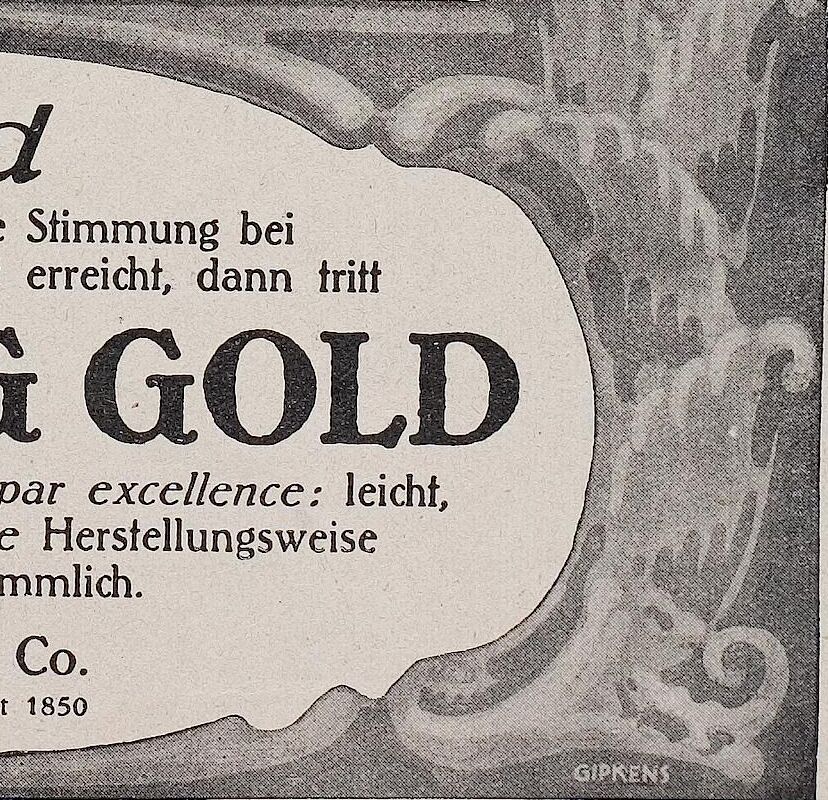 d
e Stimmung bei
erreicht, dann tritt
G GOLD
par excellence: leicht,
e Herstellungsweise
mmlich.
Co.
t 1850
GIPKENS